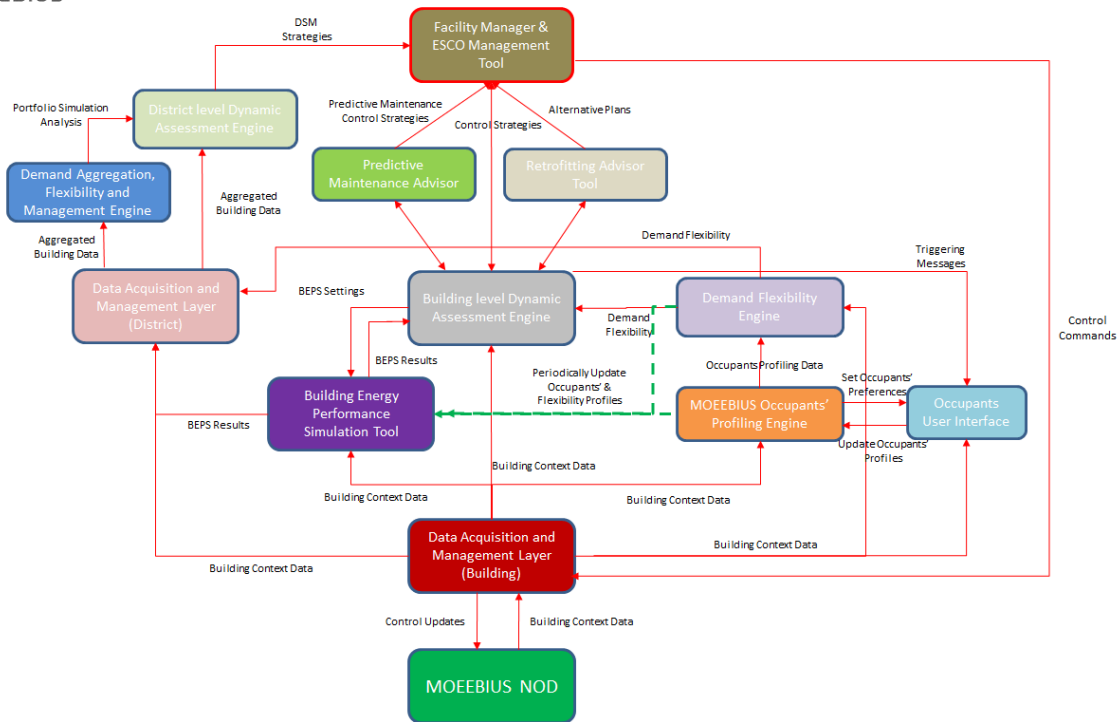 DSM
Strategies
Facility Manager &
ESCO Management
Tool
Portfolio Simulation
Analysis
District level Dynamic
Assessment Engine
Predictive Maintenance
Control Strategies
Control Strategies
Alternative Plans
Demand Aggregation,
Flexibility and
Management Engine
Predictive
Maintenance Advisor
Retrofitting Advisor
Tool
Aggregated
Building Data
Aggregated
Building Data
Demand Flexibility
Triggering
Messages
Data Acquisition and
Management Layer
(District)
BEPS Settings
Building level Dynamic
Assessment Engine
Demand
Flexibility
Demand Flexibility
Engine
Control
Commands
BEPS Results
Periodically Update
Occupants' &
Flexibility Profiles
Occupants Profiling Data
Set Occupants'
Preferences
BEPS Results
Building Energy
Performance
Simulation Tool
MOEEBIUS Occupants'
Profiling Engine
Occupants
User Interface
Update Occupants'
Profiles
Building Context Data
Building Context Data
Building Context Data
Data Acquisition and
Management Layer
(Building)
Building Context Data
Building Context Data
Control Updates
Building Context Data
MOEEBIUS NOD